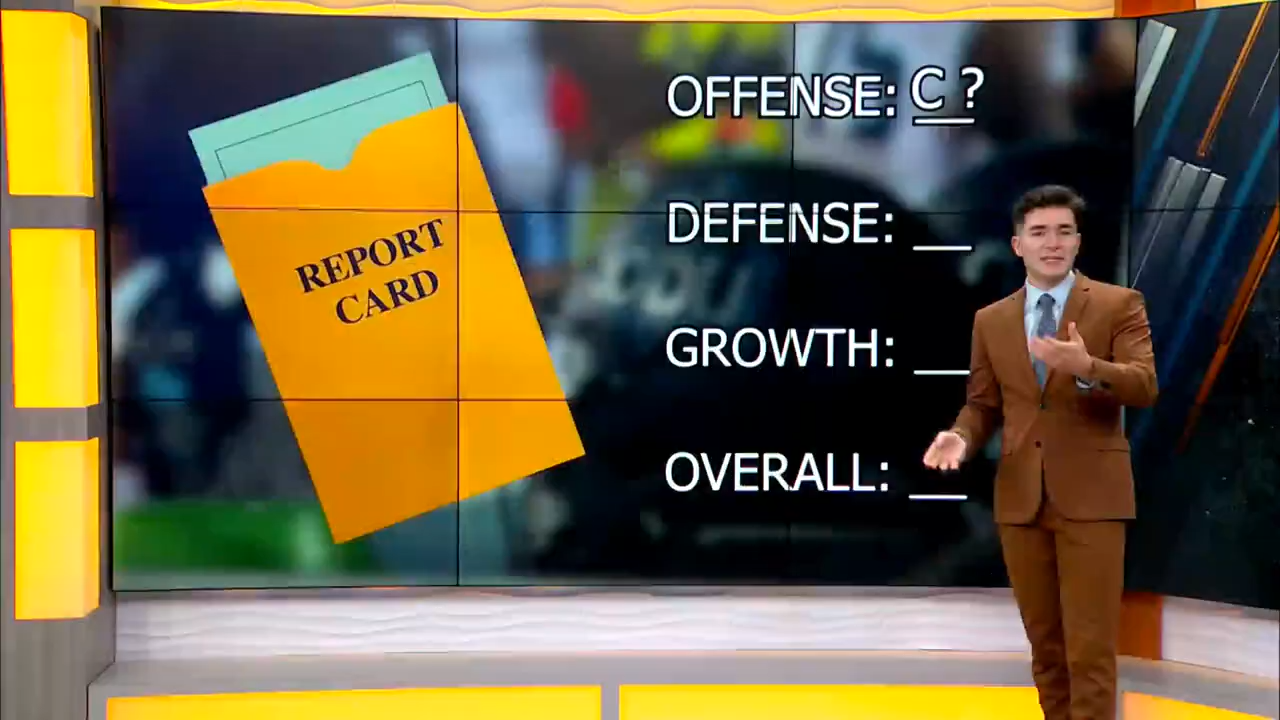 REPORT
CARD
OFFENSE: C ?
DEFENSE: __
GROWTH: __
OVERALL: __